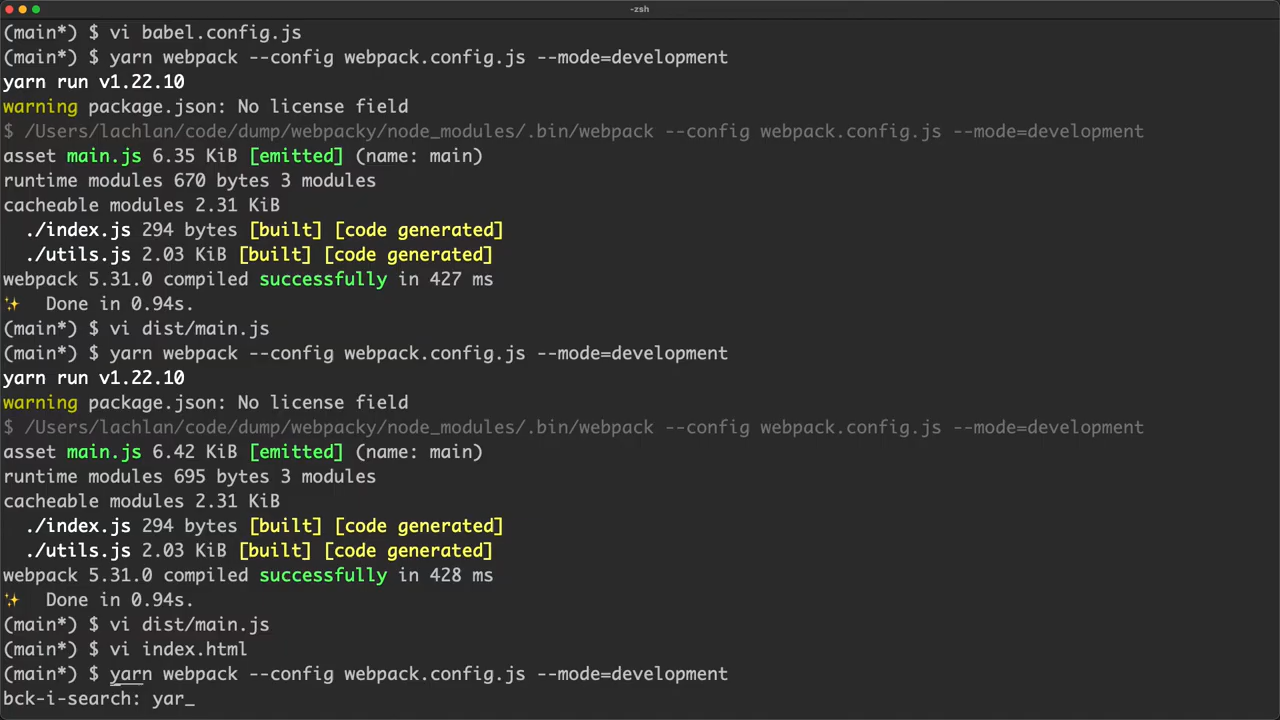 -zsh
(main*) $ vi babel.config.js
(main*) $ yarn webpack --config webpack.config.js --mode=development
yarn run v1.22.10
warning package.json: No license field
$ /Users/lachlan/code/dump/webpacky/node_modules/.bin/webpack --config webpack.config.js --mode=development
asset main.js 6.35 KiB [emitted] (name: main)
runtime modules 670 bytes 3 modules
cacheable modules 2.31 KiB
  ./index.js 294 bytes [built] [code generated]
  ./utils.js 2.03 KiB [built] [code generated]
webpack 5.31.0 compiled successfully in 427 ms
✨  Done in 0.94s.
(main*) $ vi dist/main.js
(main*) $ yarn webpack --config webpack.config.js --mode=development
yarn run v1.22.10
warning package.json: No license field
$ /Users/lachlan/code/dump/webpacky/node_modules/.bin/webpack --config webpack.config.js --mode=development
asset main.js 6.42 KiB [emitted] (name: main)
runtime modules 695 bytes 3 modules
cacheable modules 2.31 KiB
  ./index.js 294 bytes [built] [code generated]
  ./utils.js 2.03 KiB [built] [code generated]
webpack 5.31.0 compiled successfully in 428 ms
✨  Done in 0.94s.
(main*) $ vi dist/main.js
(main*) $ vi index.html
(main*) $ yarn webpack --config webpack.config.js --mode=development
bck-i-search: yar_